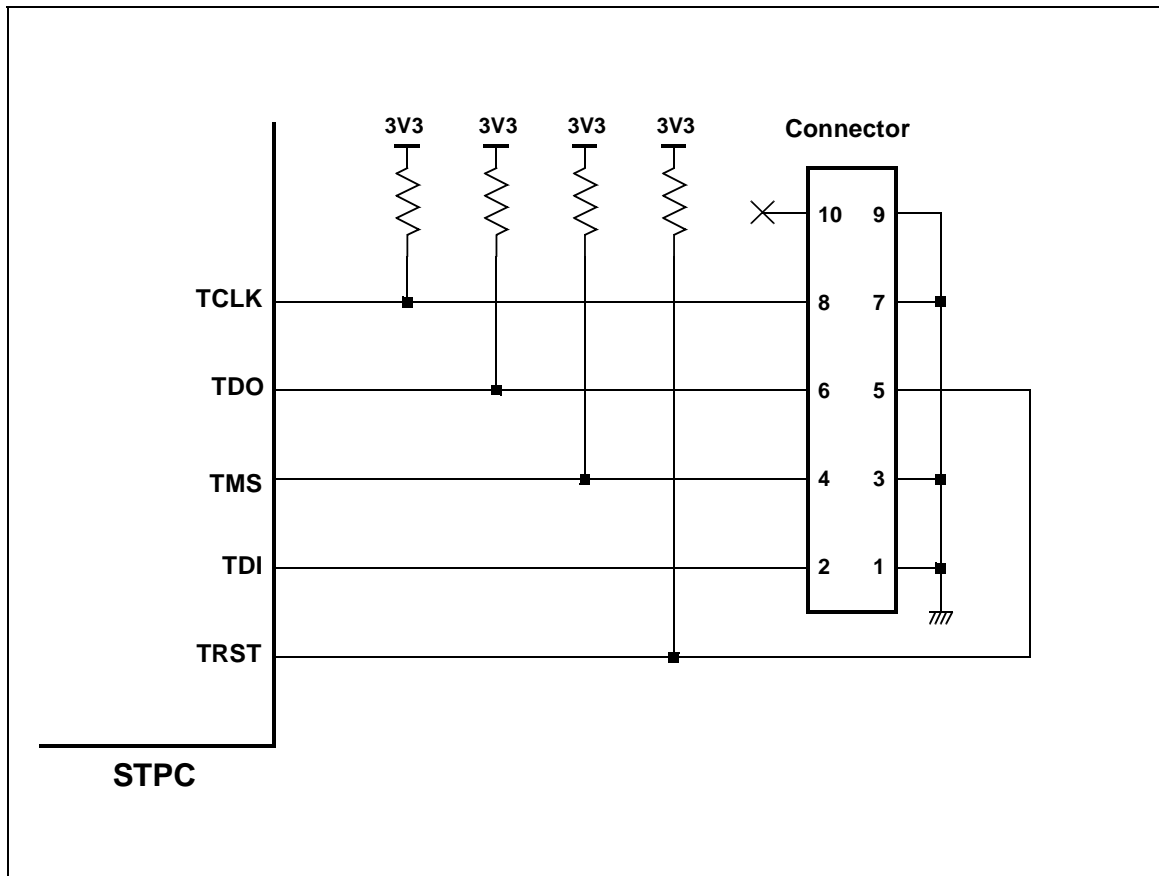 3V3 3V3 3V3 3V3 Connector
10 9
TCLK 8 7
TDO 6 5
TMS 4 3
TDI 2 1
TRST
STPC